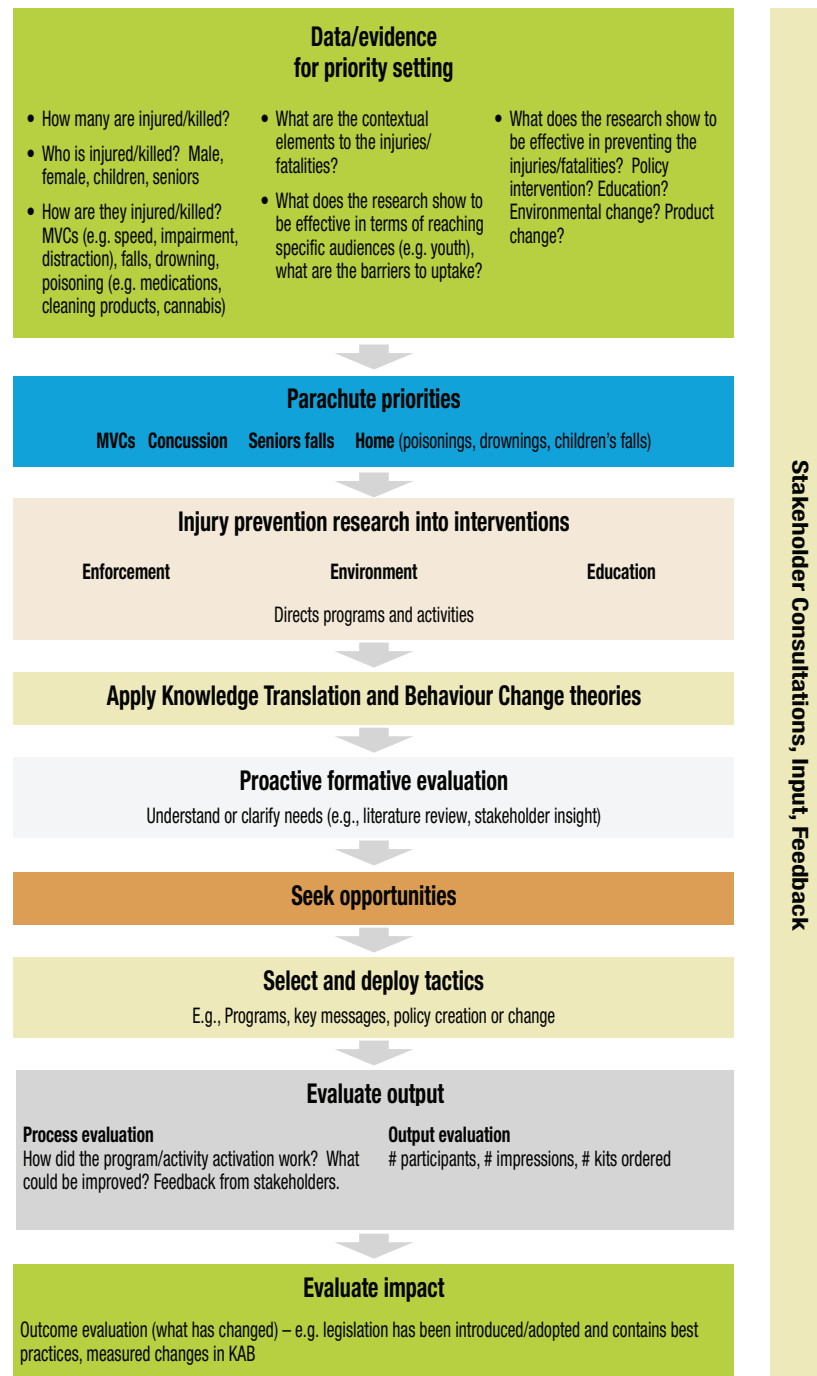 Data/evidence
for priority setting
• How many are injured/killed?
• Who is injured/killed? Male,
female, children, seniors
• How are they injured/killed?
MVCs (e.g. speed, impairment,
distraction), falls, drowning,
poisoning (e.g. medications,
cleaning products, cannabis)
• What are the contextual
elements to the injuries/
fatalities?
• What does the research show to
be effective in terms of reaching
specific audiences (e.g. youth),
what are the barriers to uptake?
• What does the research show to
be effective in preventing the
injuries/fatalities? Policy
intervention? Education?
Environmental change? Product
change?
Parachute priorities
MVCs Concussion Seniors falls Home (poisonings, drownings, children's falls)
Injury prevention research into interventions
Enforcement Environment Education
Directs programs and activities
Apply Knowledge Translation and Behaviour Change theories
Proactive formative evaluation
Understand or clarify needs (e.g., literature review, stakeholder insight)
Seek opportunities
Select and deploy tactics
E.g., Programs, key messages, policy creation or change
Evaluate output
Process evaluation
How did the program/activity activation work? What
could be improved? Feedback from stakeholders.
Output evaluation
# participants, # impressions, # kits ordered
Evaluate impact
Outcome evaluation (what has changed) – e.g. legislation has been introduced/adopted and contains best
practices, measured changes in KAB
Stakeholder Consultations, Input, Feedback